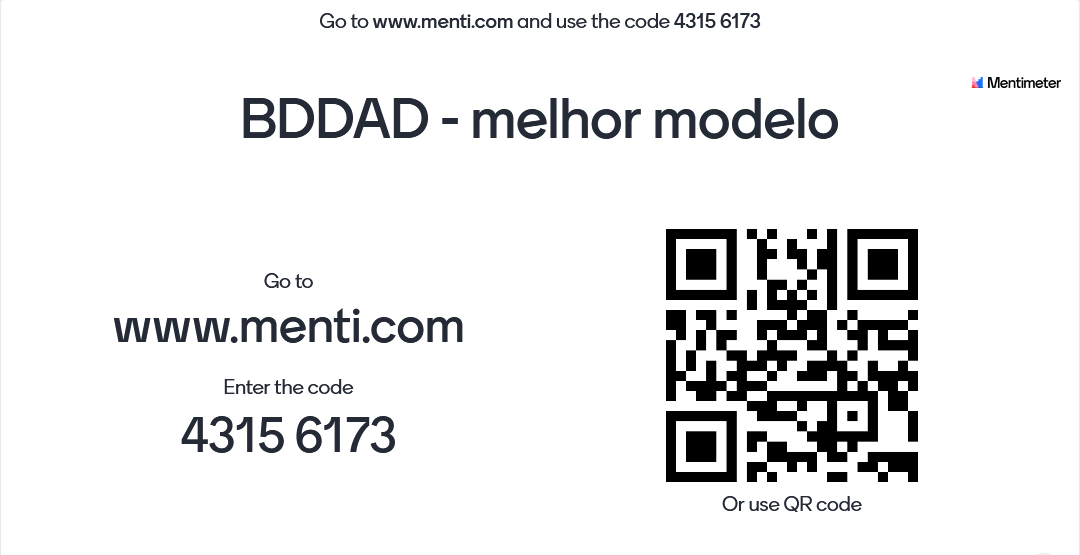 Go to www.menti.com and use the code 4315 6173
Mentimeter
BDDAD - melhor modelo
Go to
www.menti.com
Enter the code
4315 6173
Or use QR code